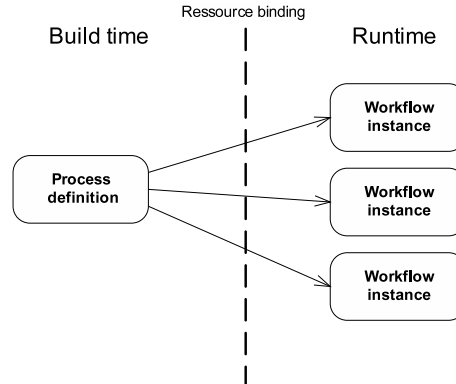 Ressource binding
Build time
Runtime
Workflow
instance
Process
definition
Workflow
instance
Workflow
instance